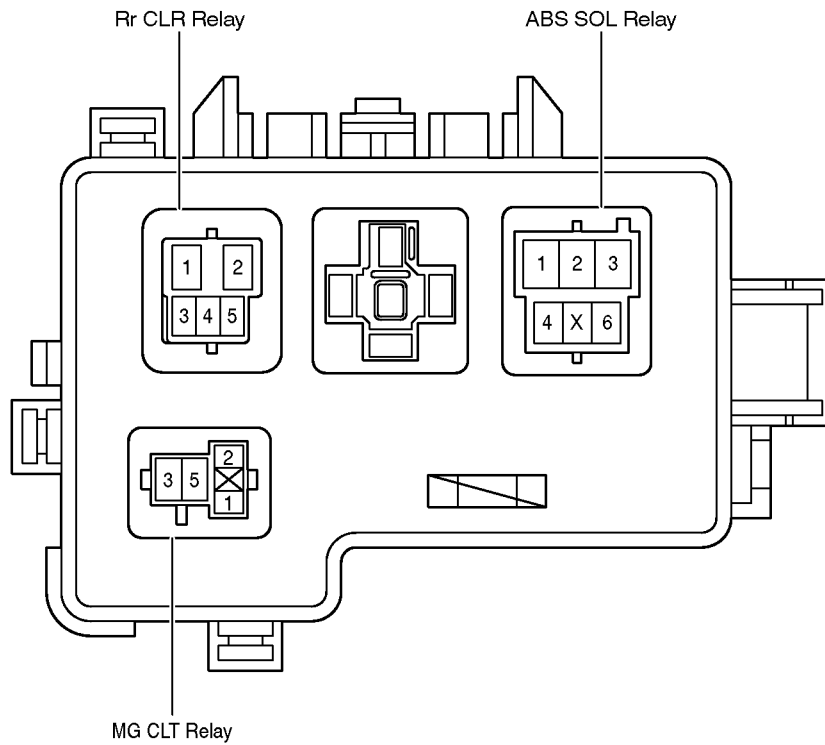 Rr CLR Relay ABS SOL Relay
1 2 1 2 3
3 4 5 4 X 6
2
3 5
1
MG CLT Relay